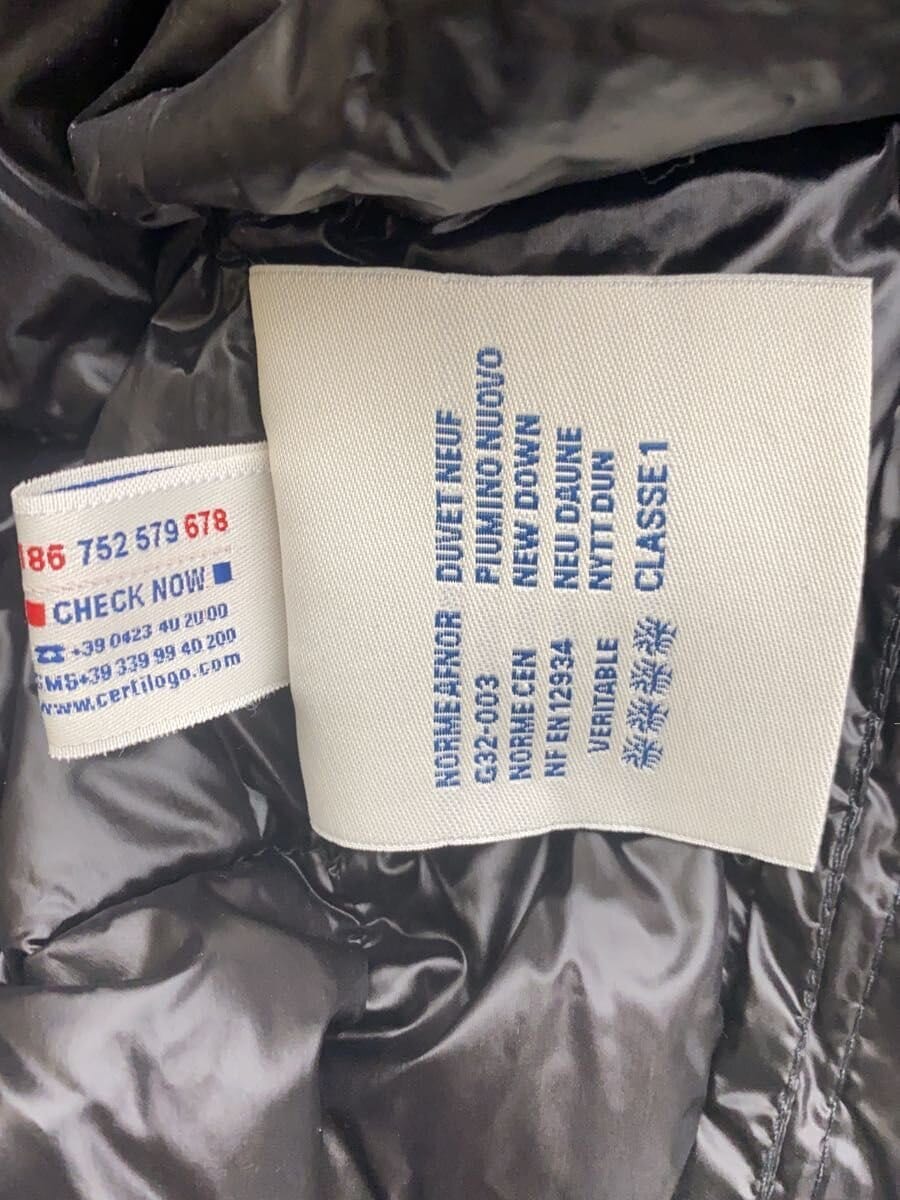 186 752 579 678
CHECK NOW
+39 0423 40 20 00
SMS+39 339 99 40 200
www.certilogo.com
NORME AFNOR DUVET NEUF
G32-003 PIUMINO NUOVO
NORME CEN NEW DOWN
NF EN 12934 NEU DAUNE
VERITABLE NYTT DUN
CLASSE 1